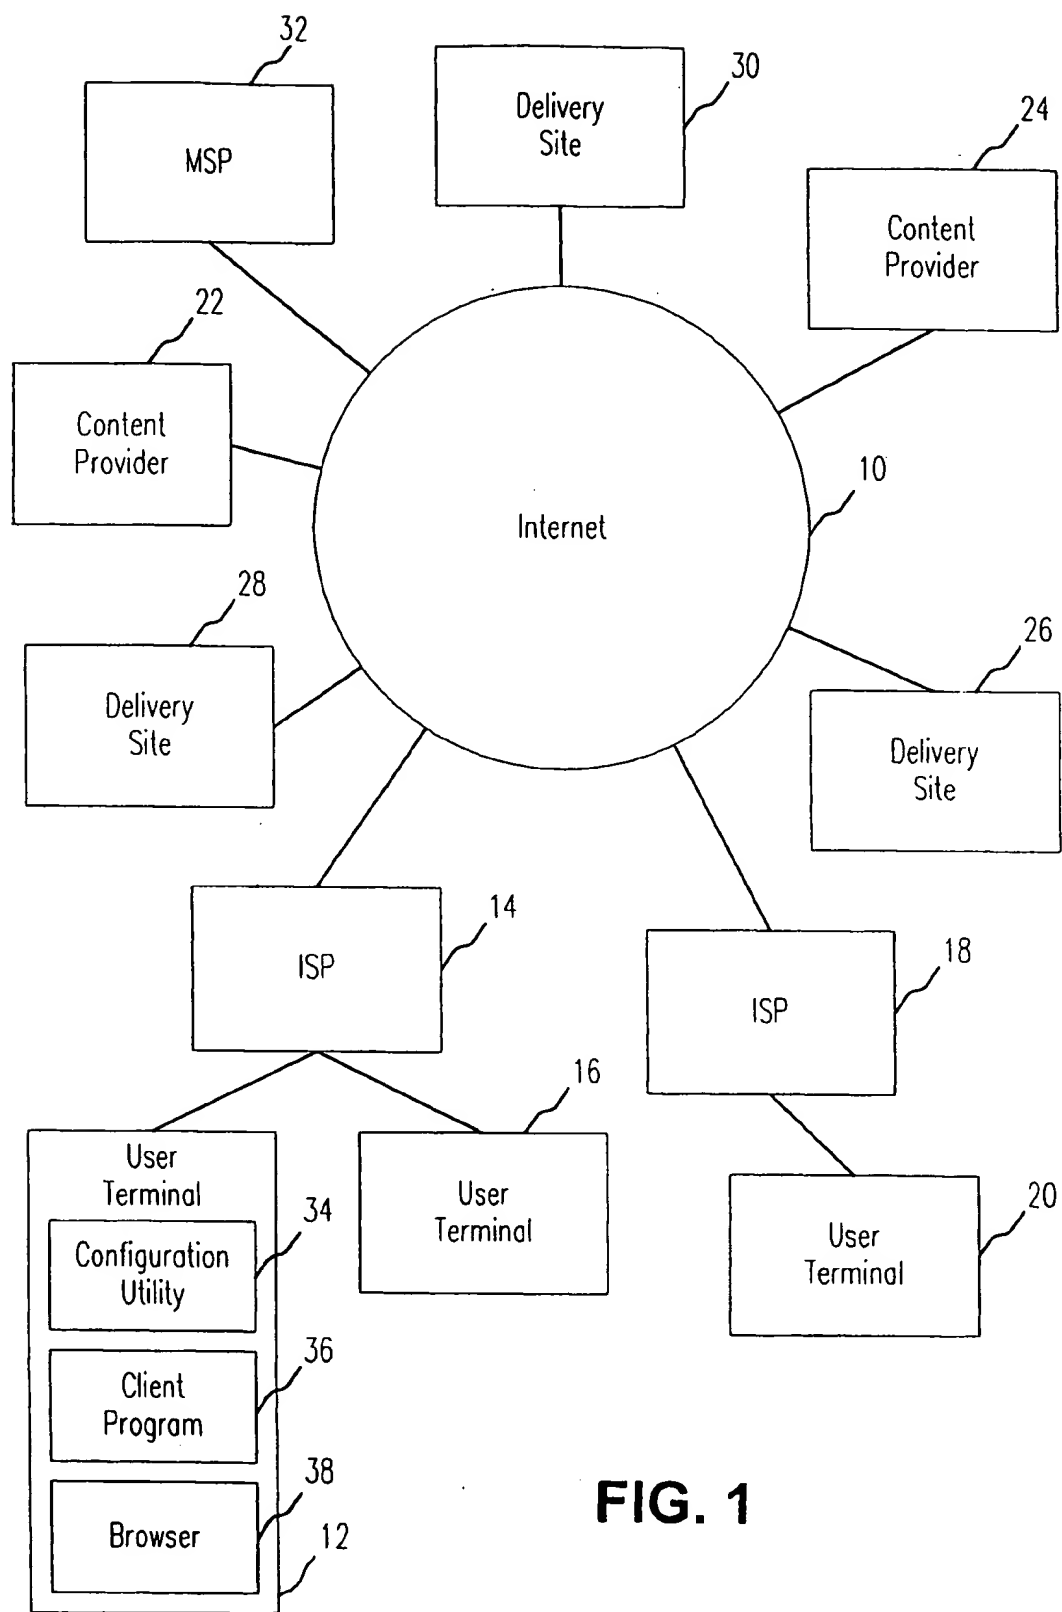 32
MSP
30
Delivery
Site
24
Content
Provider
22
Content
Provider
10
Internet
28
Delivery
Site
26
Delivery
Site
14
ISP
18
ISP
16
User
Terminal
User
Terminal
34
Configuration
Utility
36
Client
Program
38
Browser
12
20
User
Terminal
FIG. 1